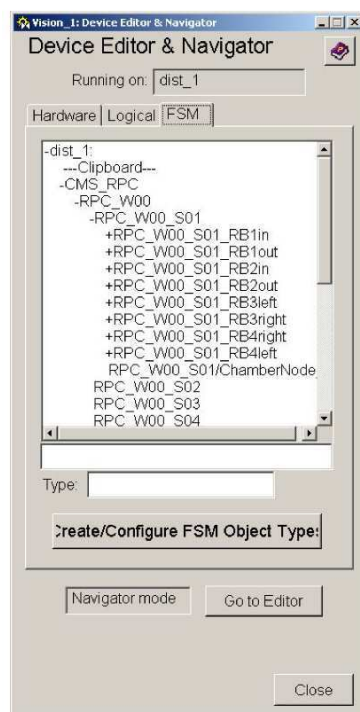 Vision_1: Device Editor & Navigator
Device Editor & Navigator
Running on: dist_1
Hardware Logical FSM
-dist_1:
---Clipboard---
-CMS_RPC
-RPC_W00
-RPC_W00_S01
+RPC_W00_S01_RB1in
+RPC_W00_S01_RB1out
+RPC_W00_S01_RB2in
+RPC_W00_S01_RB2out
+RPC_W00_S01_RB3left
+RPC_W00_S01_RB3right
+RPC_W00_S01_RB4right
+RPC_W00_S01_RB4left
RPC_W00_S01/ChamberNode_
RPC_W00_S02
RPC_W00_S03
RPC_W00_S04
Type:
Create/Configure FSM Object Types
Navigator mode Go to Editor
Close